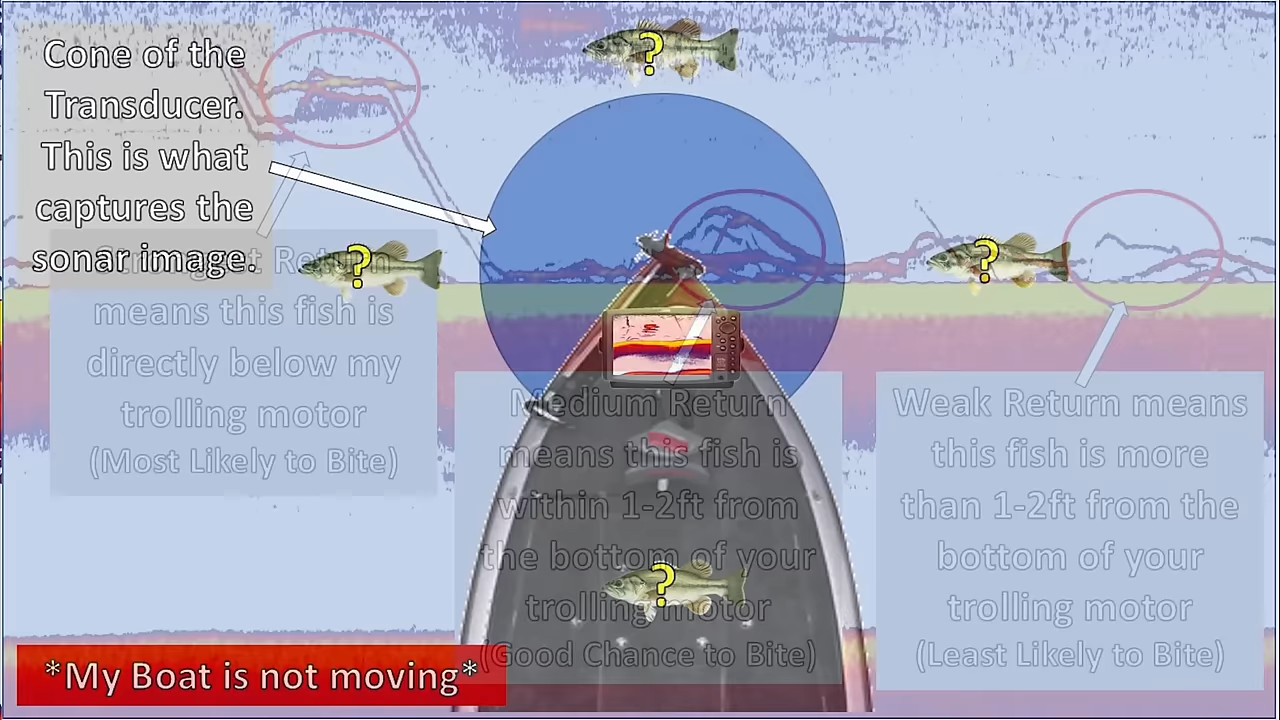 Cone of the
Transducer.
This is what
captures the
sonar image.
means this fish is
directly below my
trolling motor
(Most Likely to Bite)
Medium Return
means this fish is
within 1-2ft from
the bottom of your
trolling motor
(Good Chance to Bite)
Weak Return means
this fish is more
than 1-2ft from the
bottom of your
trolling motor
(Least Likely to Bite)
*My Boat is not moving*
?
?
?
?